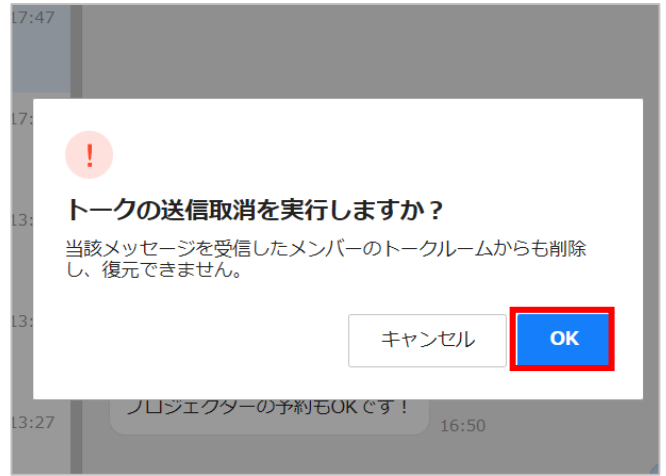 17:47
17:
!
トークの送信取消を実行しますか？
13:
当該メッセージを受信したメンバーのトークルームからも削除
し、復元できません。
13:
キャンセル
OK
プロジェクターの予約もOKです！
13:27
16:50